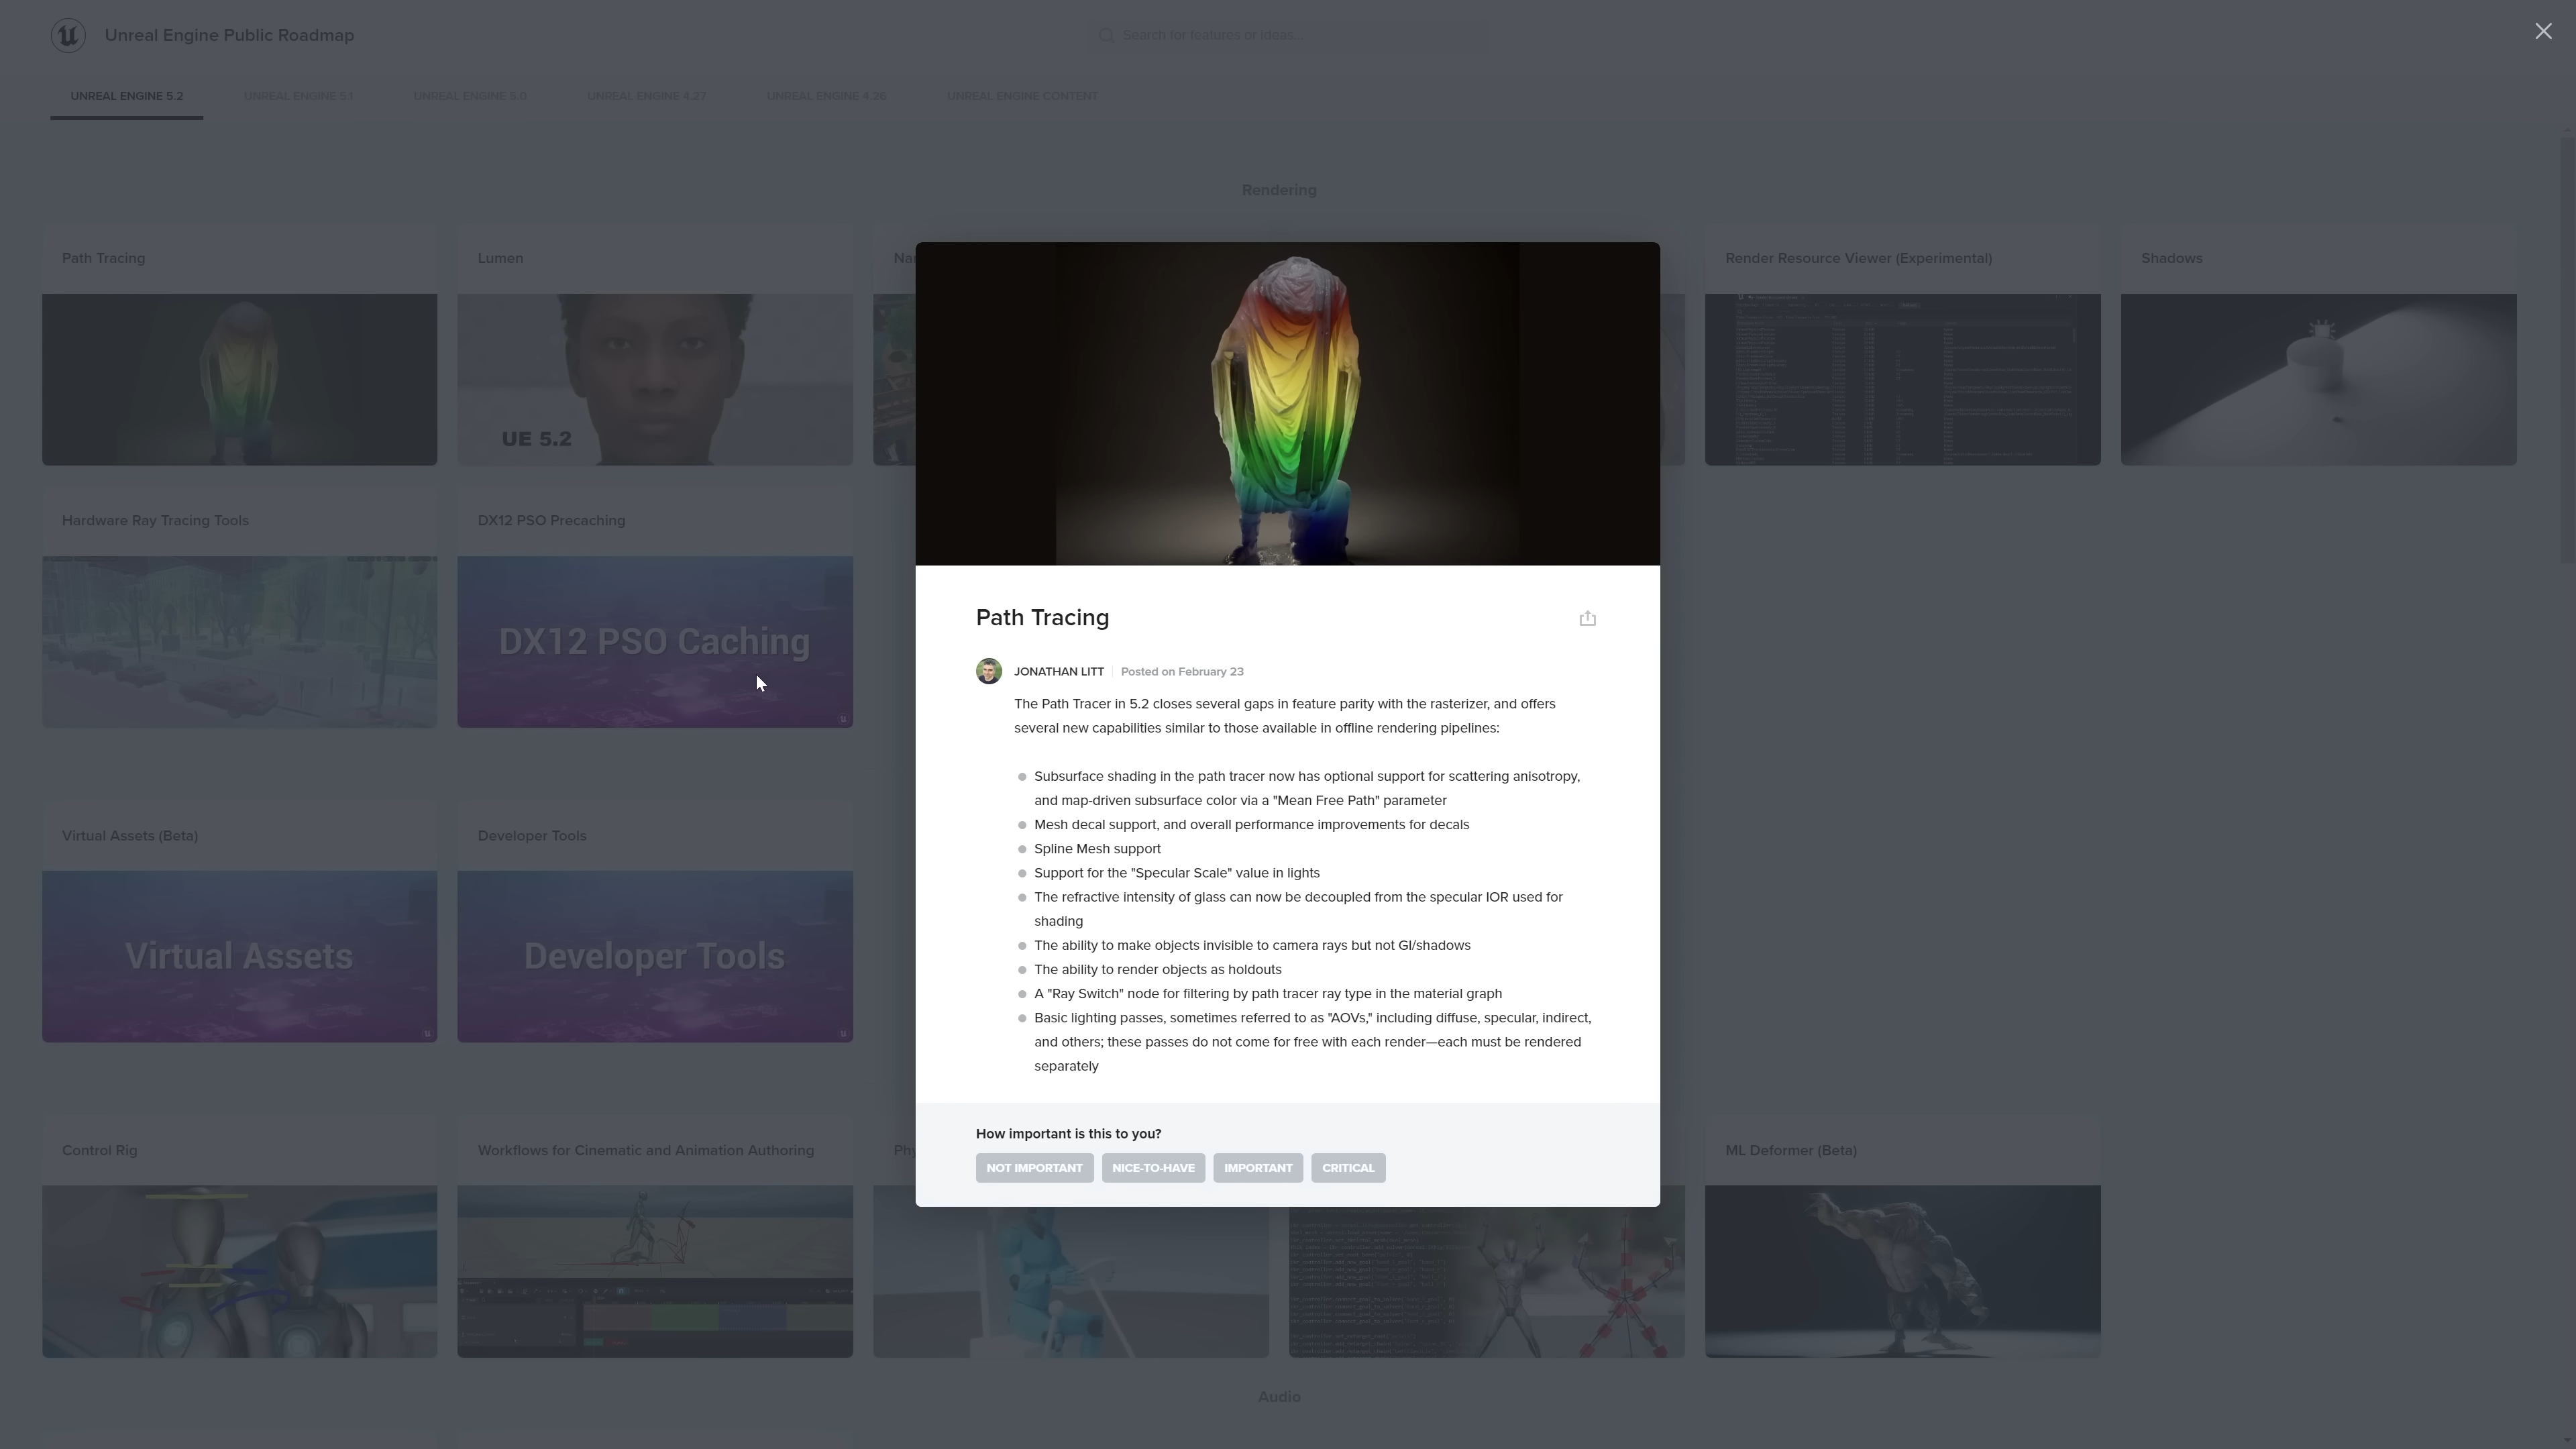 Unreal Engine Public Roadmap
Search for features or ideas...
UNREAL ENGINE 5.2
UNREAL ENGINE 5.1
UNREAL ENGINE 5.0
UNREAL ENGINE 4.27
UNREAL ENGINE 4.26
UNREAL ENGINE CONTENT
Rendering
Path Tracing
Lumen
Na
Render Resource Viewer (Experimental)
Shadows
UE 5.2
Hardware Ray Tracing Tools
DX12 PSO Precaching
DX12 PSO Caching
Path Tracing
JONATHAN LITT
Posted on February 23
The Path Tracer in 5.2 closes several gaps in feature parity with the rasterizer, and offers
several new capabilities similar to those available in offline rendering pipelines:
Subsurface shading in the path tracer now has optional support for scattering anisotropy,
and map-driven subsurface color via a "Mean Free Path" parameter
Mesh decal support, and overall performance improvements for decals
Spline Mesh support
Support for the "Specular Scale" value in lights
The refractive intensity of glass can now be decoupled from the specular IOR used for
shading
The ability to make objects invisible to camera rays but not GI/shadows
The ability to render objects as holdouts
A "Ray Switch" node for filtering by path tracer ray type in the material graph
Basic lighting passes, sometimes referred to as "AOVs," including diffuse, specular, indirect,
and others; these passes do not come for free with each render—each must be rendered
separately
How important is this to you?
NOT IMPORTANT
NICE-TO-HAVE
IMPORTANT
CRITICAL
Virtual Assets (Beta)
Developer Tools
Virtual Assets
Developer Tools
Control Rig
Workflows for Cinematic and Animation Authoring
Phy
ML Deformer (Beta)
Audio